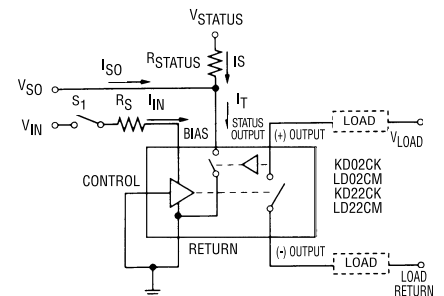 VSTATUS
RSTATUS
IS
ISO
VSO
S1
RS
IIN
IT
VIN
BIAS
STATUS
OUTPUT
(+) OUTPUT
LOAD
VLOAD
CONTROL
KD02CK
LD02CM
KD22CK
LD22CM
RETURN
(-) OUTPUT
LOAD
LOAD
RETURN